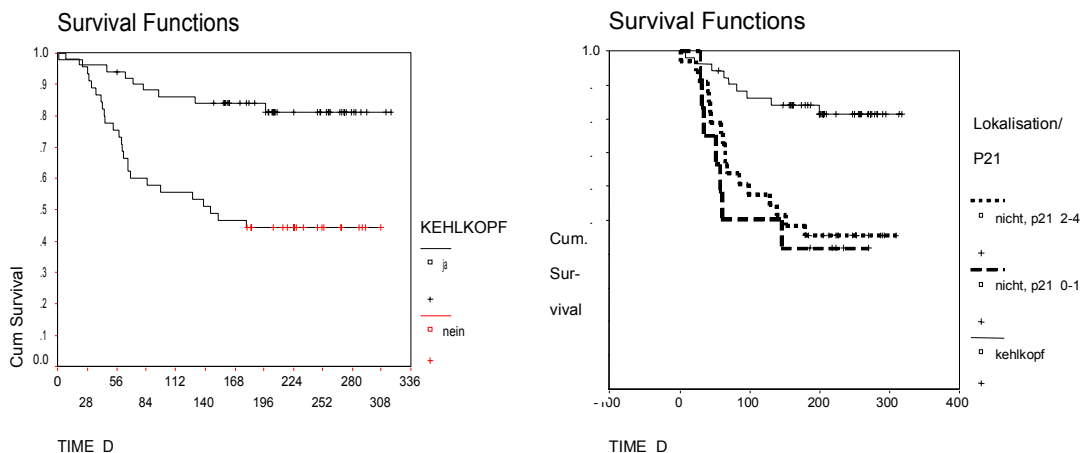 Survival Functions
1.0
.9
.8
.7
.6
.5
.4
.3
.2
.1
0.0
Cum Survival
0
56
112
168
224
280
336
28
84
140
196
252
308
TIME D
KEHLKOPF
ja
nein
Survival Functions
1.0
Cum.
Sur-
vival
0
100
200
300
400
TIME D
Lokalisation/
P21
nicht, p21 2-4
nicht, p21 0-1
kehlkopf